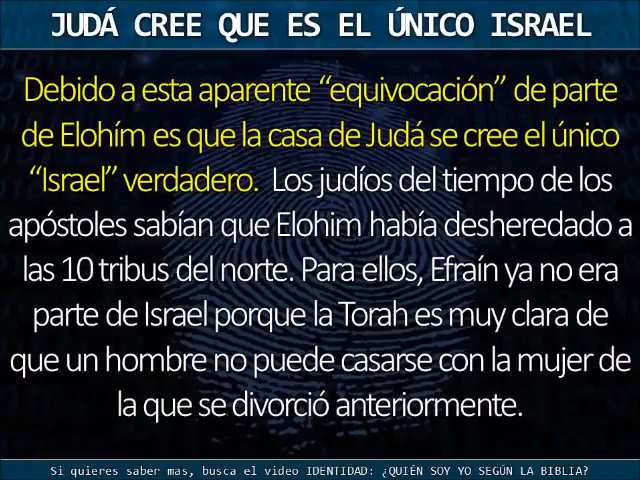 JUDÁ CREE QUE ES EL ÚNICO ISRAEL
Debido a esta aparente “equivocación” de parte
de Elohím es que la casa de Judá se cree el único
“Israel” verdadero. Los judíos del tiempo de los
apóstoles sabían que Elohim había desheredado a
las 10 tribus del norte. Para ellos, Efraín ya no era
parte de Israel porque la Torah es muy clara de
que un hombre no puede casarse con la mujer de
la que se divorció anteriormente.
Si quieres saber mas, busca el video IDENTIDAD: ¿QUIÉN SOY YO SEGÚN LA BIBLIA?